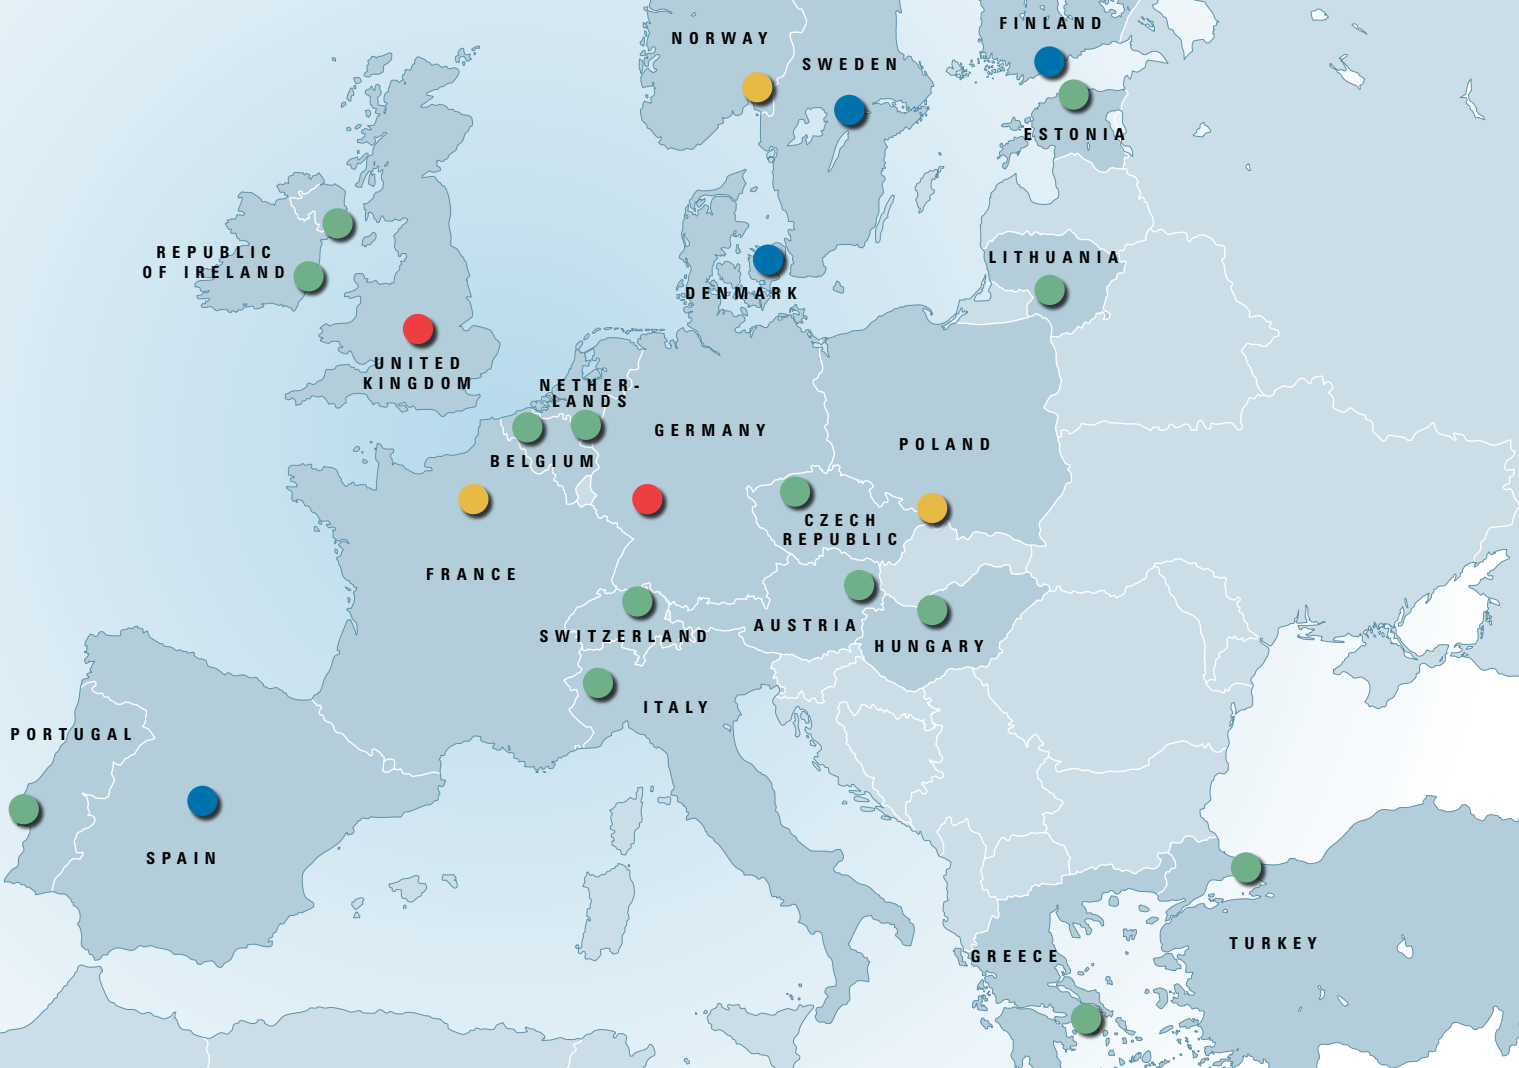 FINLAND
NORWAY
SWEDEN
ESTONIA
REPUBLIC
OF IRELAND
LITHUANIA
DENMARK
UNITED
KINGDOM
NETHER-
LANDS
GERMANY
POLAND
BELGIUM
CZECH
REPUBLIC
FRANCE
AUSTRIA
SWITZERLAND
HUNGARY
ITALY
PORTUGAL
SPAIN
TURKEY
GREECE